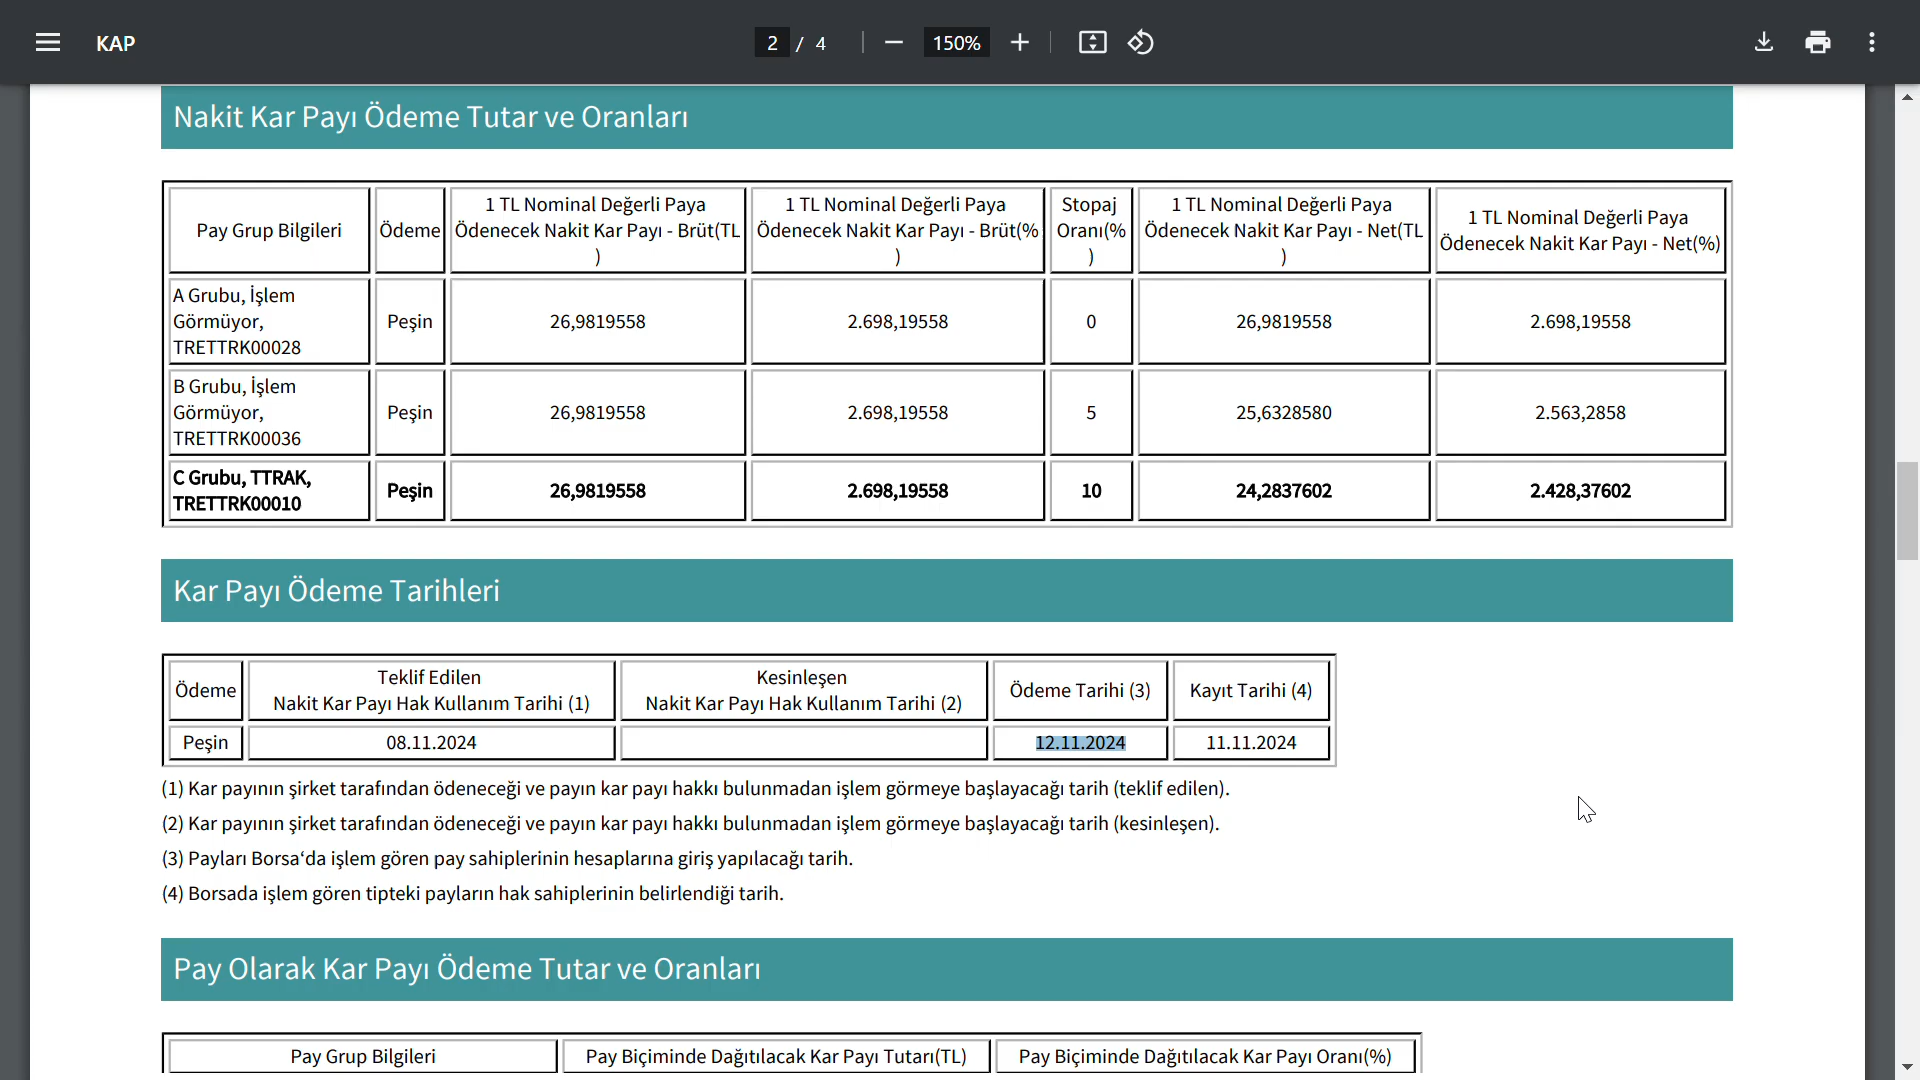 KAP
2 / 4
150%
Nakit Kar Payı Ödeme Tutar ve Oranları
Pay Grup Bilgileri
Ödeme
1 TL Nominal Değerli Paya
Ödenecek Nakit Kar Payı - Brüt(TL
)
1 TL Nominal Değerli Paya
Ödenecek Nakit Kar Payı - Brüt(%
)
Stopaj
Oranı(%
)
1 TL Nominal Değerli Paya
Ödenecek Nakit Kar Payı - Net(TL
)
1 TL Nominal Değerli Paya
Ödenecek Nakit Kar Payı - Net(%)
A Grubu, İşlem
Görmüyor,
TRETTRK00028
Peşin
26,9819558
2.698,19558
0
26,9819558
2.698,19558
B Grubu, İşlem
Görmüyor,
TRETTRK00036
Peşin
26,9819558
2.698,19558
5
25,6328580
2.563,2858
C Grubu, TTRAK,
TRETTRK00010
Peşin
26,9819558
2.698,19558
10
24,2837602
2.428,37602
Kar Payı Ödeme Tarihleri
Ödeme
Teklif Edilen
Nakit Kar Payı Hak Kullanım Tarihi (1)
Kesinleşen
Nakit Kar Payı Hak Kullanım Tarihi (2)
Ödeme Tarihi (3)
Kayıt Tarihi (4)
Peşin
08.11.2024
12.11.2024
11.11.2024
(1) Kar payının şirket tarafından ödeneceği ve payın kar payı hakkı bulunmadan işlem görmeye başlayacağı tarih (teklif edilen).
(2) Kar payının şirket tarafından ödeneceği ve payın kar payı hakkı bulunmadan işlem görmeye başlayacağı tarih (kesinleşen).
(3) Payları Borsa‘da işlem gören pay sahiplerinin hesaplarına giriş yapılacağı tarih.
(4) Borsada işlem gören tipteki payların hak sahiplerinin belirlendiği tarih.
Pay Olarak Kar Payı Ödeme Tutar ve Oranları
Pay Grup Bilgileri
Pay Biçiminde Dağıtılacak Kar Payı Tutarı(TL)
Pay Biçiminde Dağıtılacak Kar Payı Oranı(%)